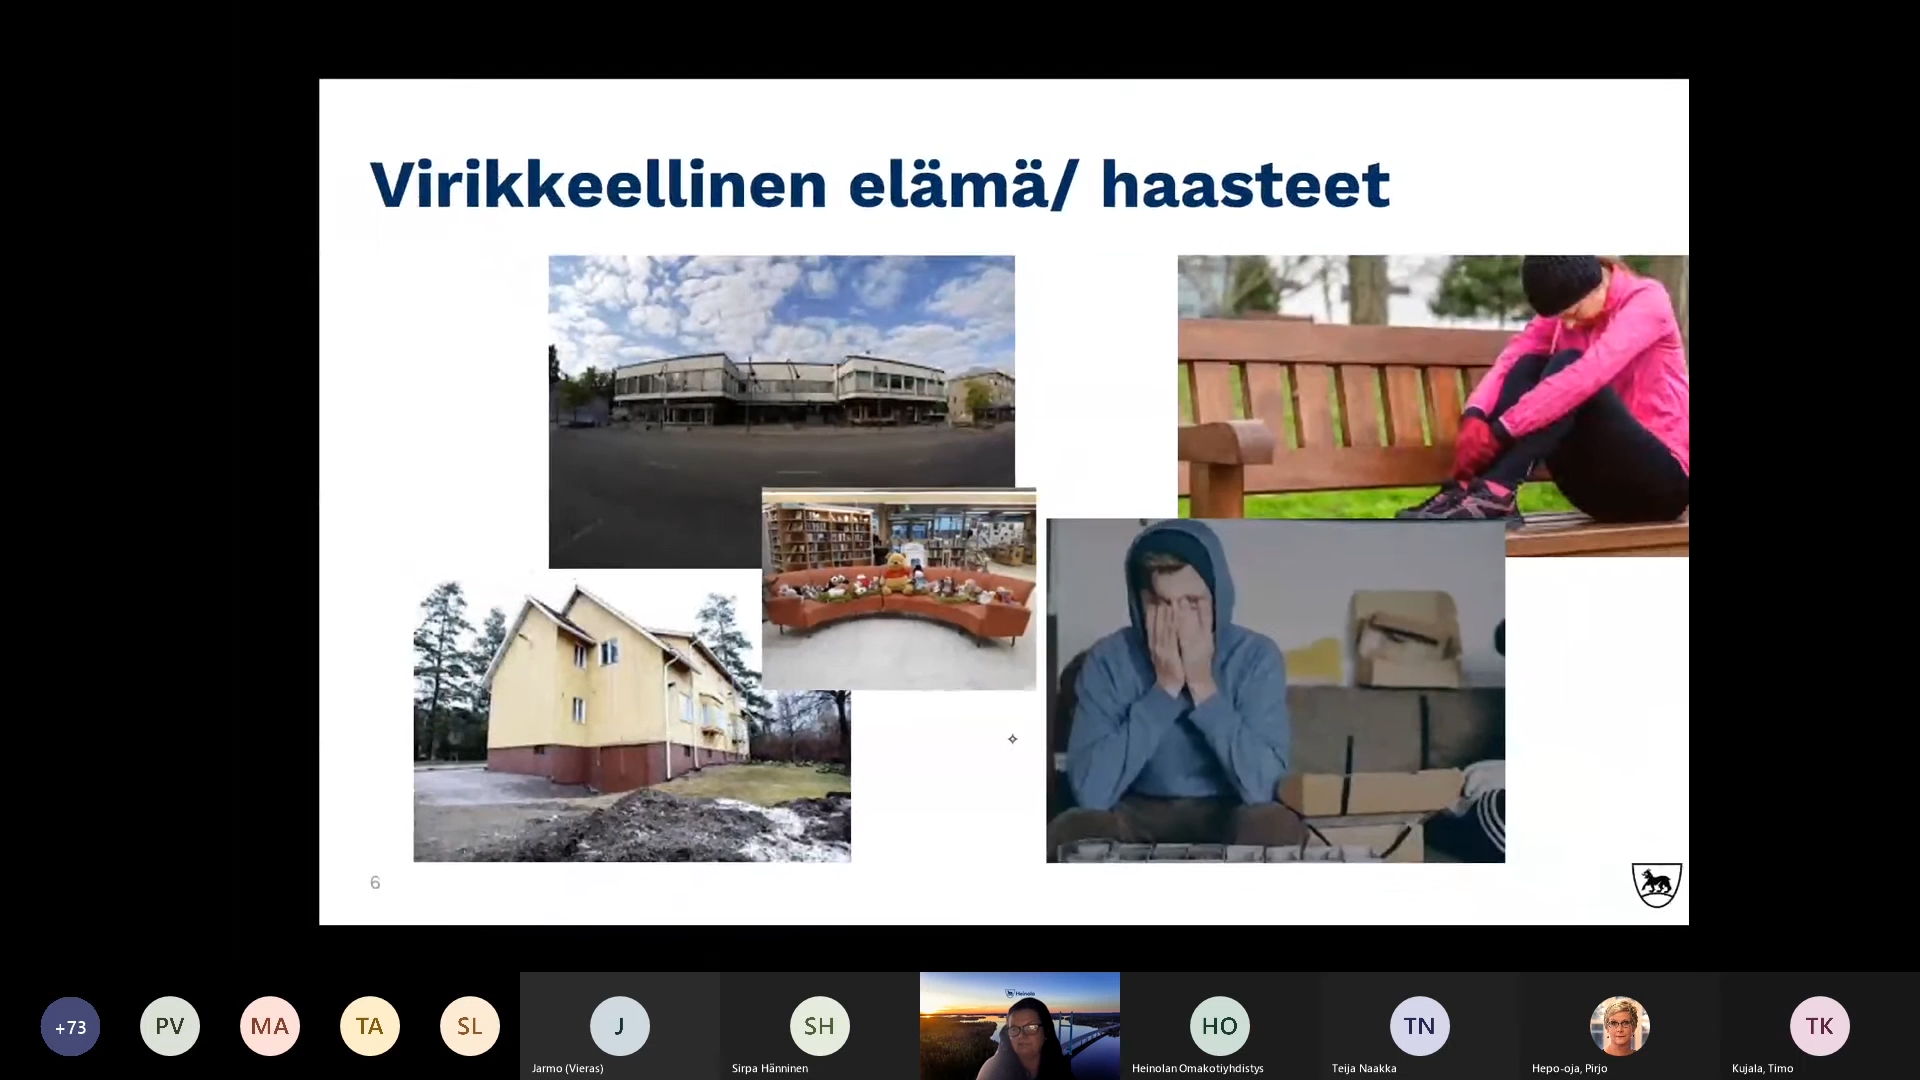 Virikkeellinen elämä/ haasteet
6
+73
PV
MA
TA
SL
J
Jarmo (Vieras)
SH
Sirpa Hänninen
Heinola
HO
Heinolan Omakotiyhdistys
TN
Teija Naakka
Hepo-oja, Pirjo
TK
Kujala, Timo